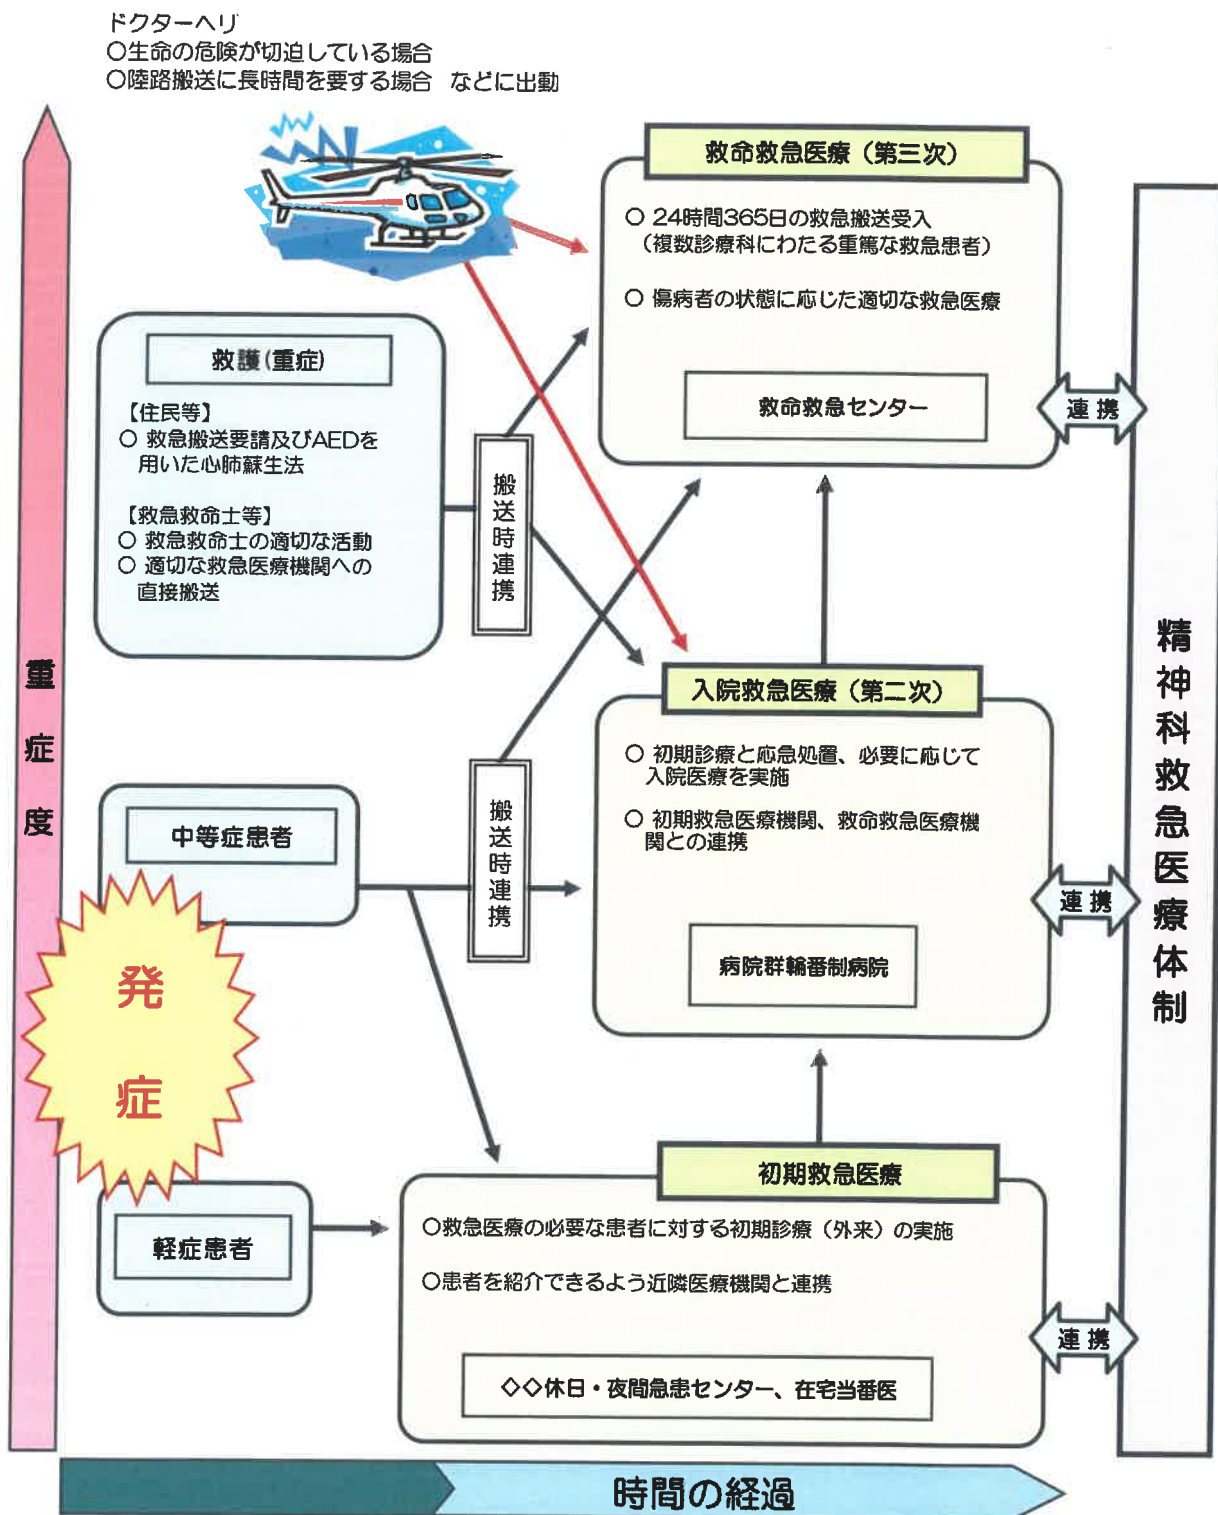 ドクターヘリ
○生命の危険が切迫している場合
○陸路搬送に長時間を要する場合　などに出動
救命救急医療（第三次）
○ 24時間365日の救急搬送受入
（複数診療科にわたる重篤な救急患者）
○ 傷病者の状態に応じた適切な救急医療
救命救急センター
連携
救護(重症)
【住民等】
○ 救急搬送要請及びAEDを
用いた心肺蘇生法
【救急救命士等】
○ 救急救命士の適切な活動
○ 適切な救急医療機関への
直接搬送
搬送時連携
重症度
精神科救急医療体制
入院救急医療（第二次）
○ 初期診療と応急処置、必要に応じて
入院医療を実施
○ 初期救急医療機関、救命救急医療機
関との連携
病院群輪番制病院
連携
中等症患者
搬送時連携
発症
初期救急医療
○救急医療の必要な患者に対する初期診療（外来）の実施
○患者を紹介できるよう近隣医療機関と連携
◇◇休日・夜間急患センター、在宅当番医
連携
軽症患者
時間の経過